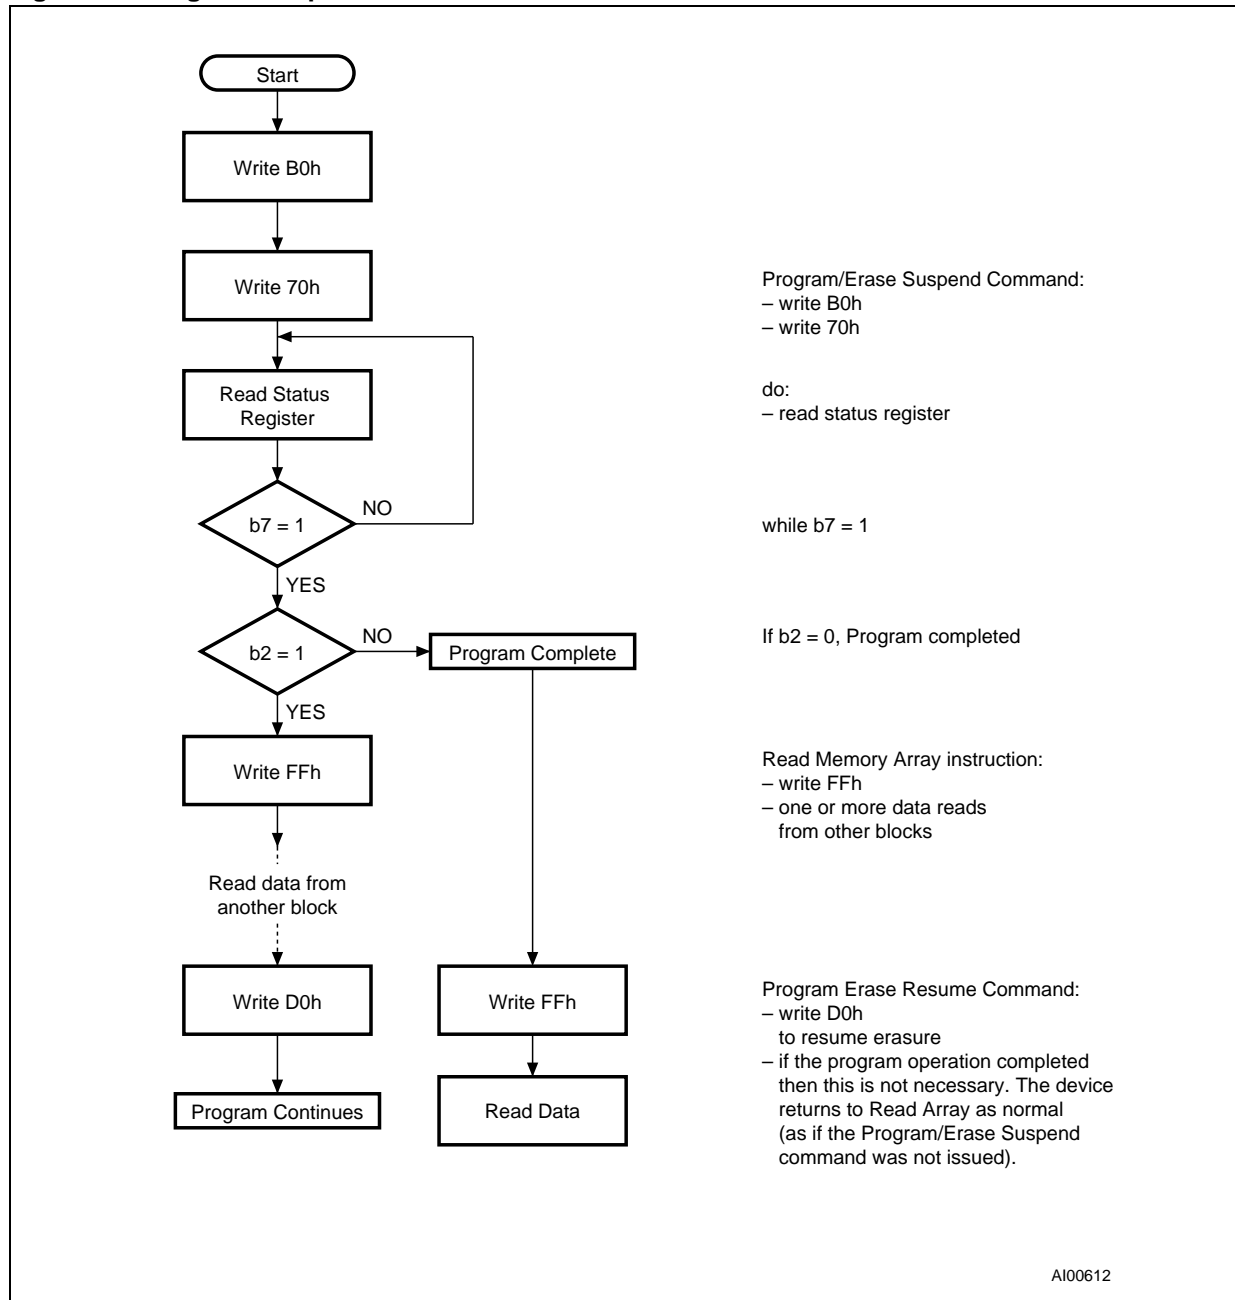 Start
Write B0h
Write 70h
Read Status
Register
b7 = 1
NO
YES
b2 = 1
NO
Program Complete
YES
Write FFh
Read data from
another block
Write D0h
Write FFh
Program Continues
Read Data
Program/Erase Suspend Command:
– write B0h
– write 70h
do:
– read status register
while b7 = 1
If b2 = 0, Program completed
Read Memory Array instruction:
– write FFh
– one or more data reads
from other blocks
Program Erase Resume Command:
– write D0h
to resume erasure
– if the program operation completed
then this is not necessary. The device
returns to Read Array as normal
(as if the Program/Erase Suspend
command was not issued).
AI00612